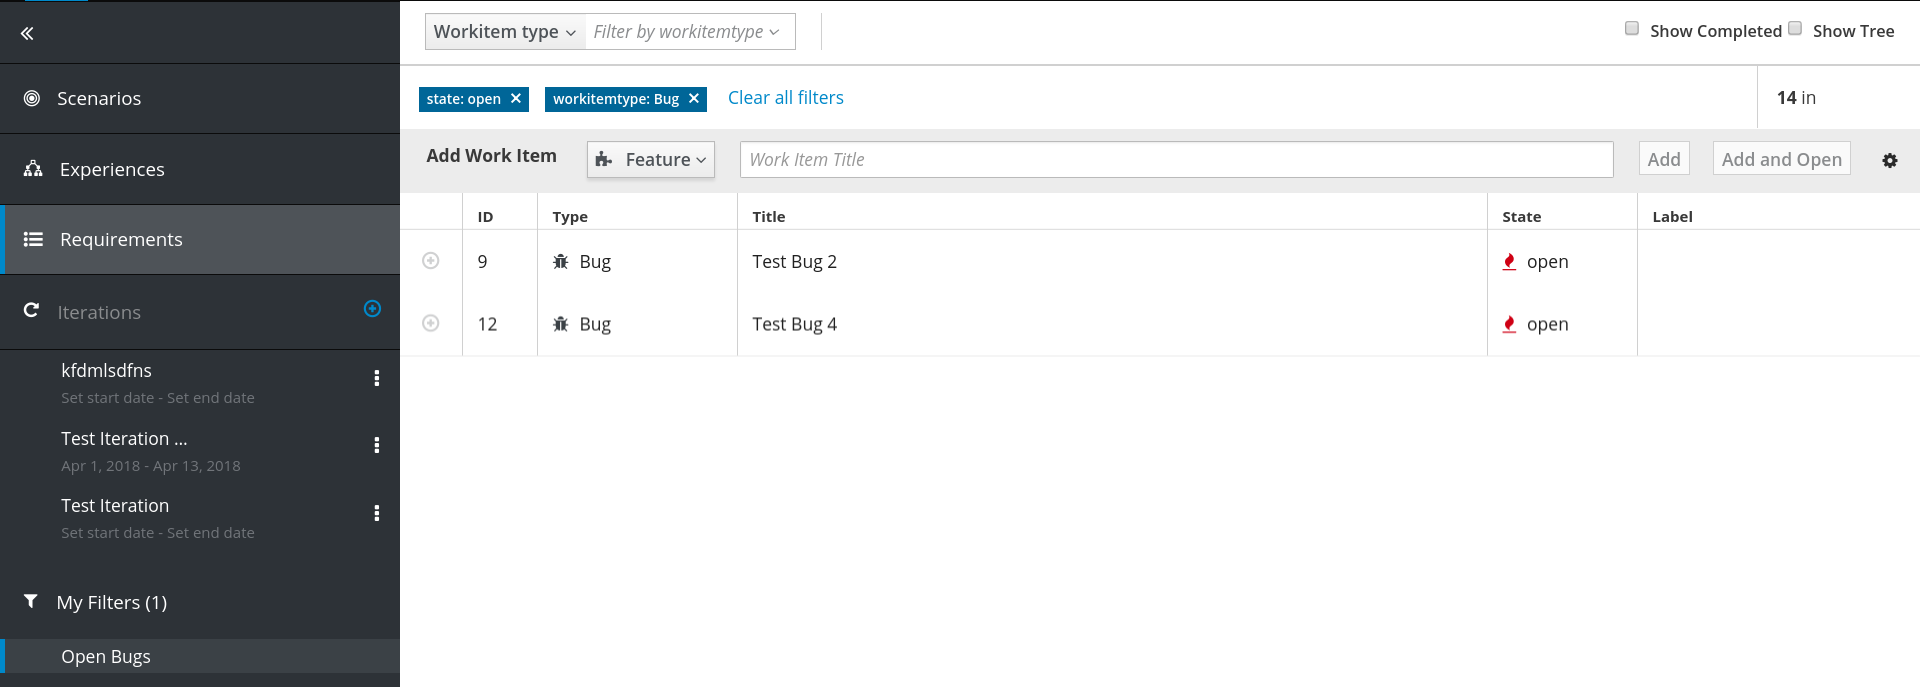 Scenarios
Experiences
Requirements
Iterations
kfdmlsdfns
Set start date - Set end date
Test Iteration ...
Apr 1, 2018 - Apr 13, 2018
Test Iteration
Set start date - Set end date
My Filters (1)
Open Bugs
Workitem type Filter by workitemtype
Show Completed Show Tree
state: open ✕ workitemtype: Bug ✕ Clear all filters
14 in
Add Work Item Feature Work Item Title Add Add and Open
ID Type Title State Label
9 Bug Test Bug 2 open
12 Bug Test Bug 4 open